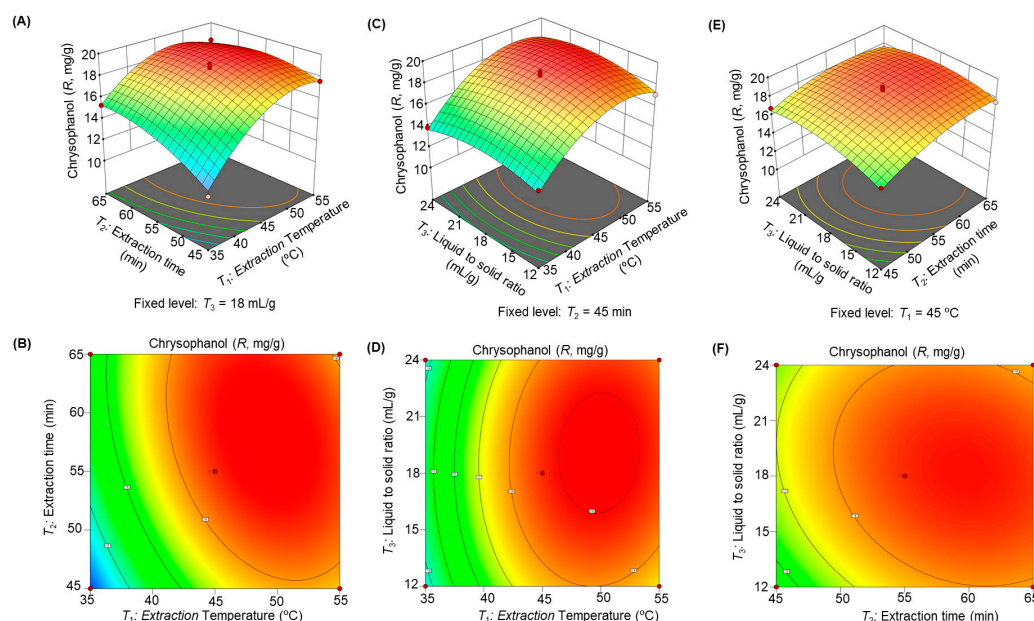 (A)
Chrysophanol (R, mg/g)
20
18
16
14
12
10
65
60
55
50
45
35
40
45
50
55
T₂: Extraction time
(min)
T₁: Extraction Temperature
(ºC)
Fixed level: T₃ = 18 mL/g
(C)
Chrysophanol (R, mg/g)
20
18
16
14
12
10
24
21
18
15
12
35
40
45
50
55
T₃: Liquid to solid ratio
(mL/g)
T₁: Extraction Temperature
(ºC)
Fixed level: T₂ = 45 min
(E)
Chrysophanol (R, mg/g)
20
18
16
14
12
10
24
21
18
15
12
45
50
55
60
65
T₃: Liquid to solid ratio
(mL/g)
T₂: Extraction time
(min)
Fixed level: T₁ = 45 ºC
(B)
Chrysophanol (R, mg/g)
65
60
55
50
45
T₂: Extraction time (min)
35
40
45
50
55
T₁: Extraction Temperature (ºC)
(D)
Chrysophanol (R, mg/g)
24
21
18
15
12
T₃: Liquid to solid ratio (mL/g)
35
40
45
50
55
T₁: Extraction Temperature (ºC)
(F)
Chrysophanol (R, mg/g)
24
21
18
15
12
T₃: Liquid to solid ratio (mL/g)
45
50
55
60
65
T₂: Extraction time (min)